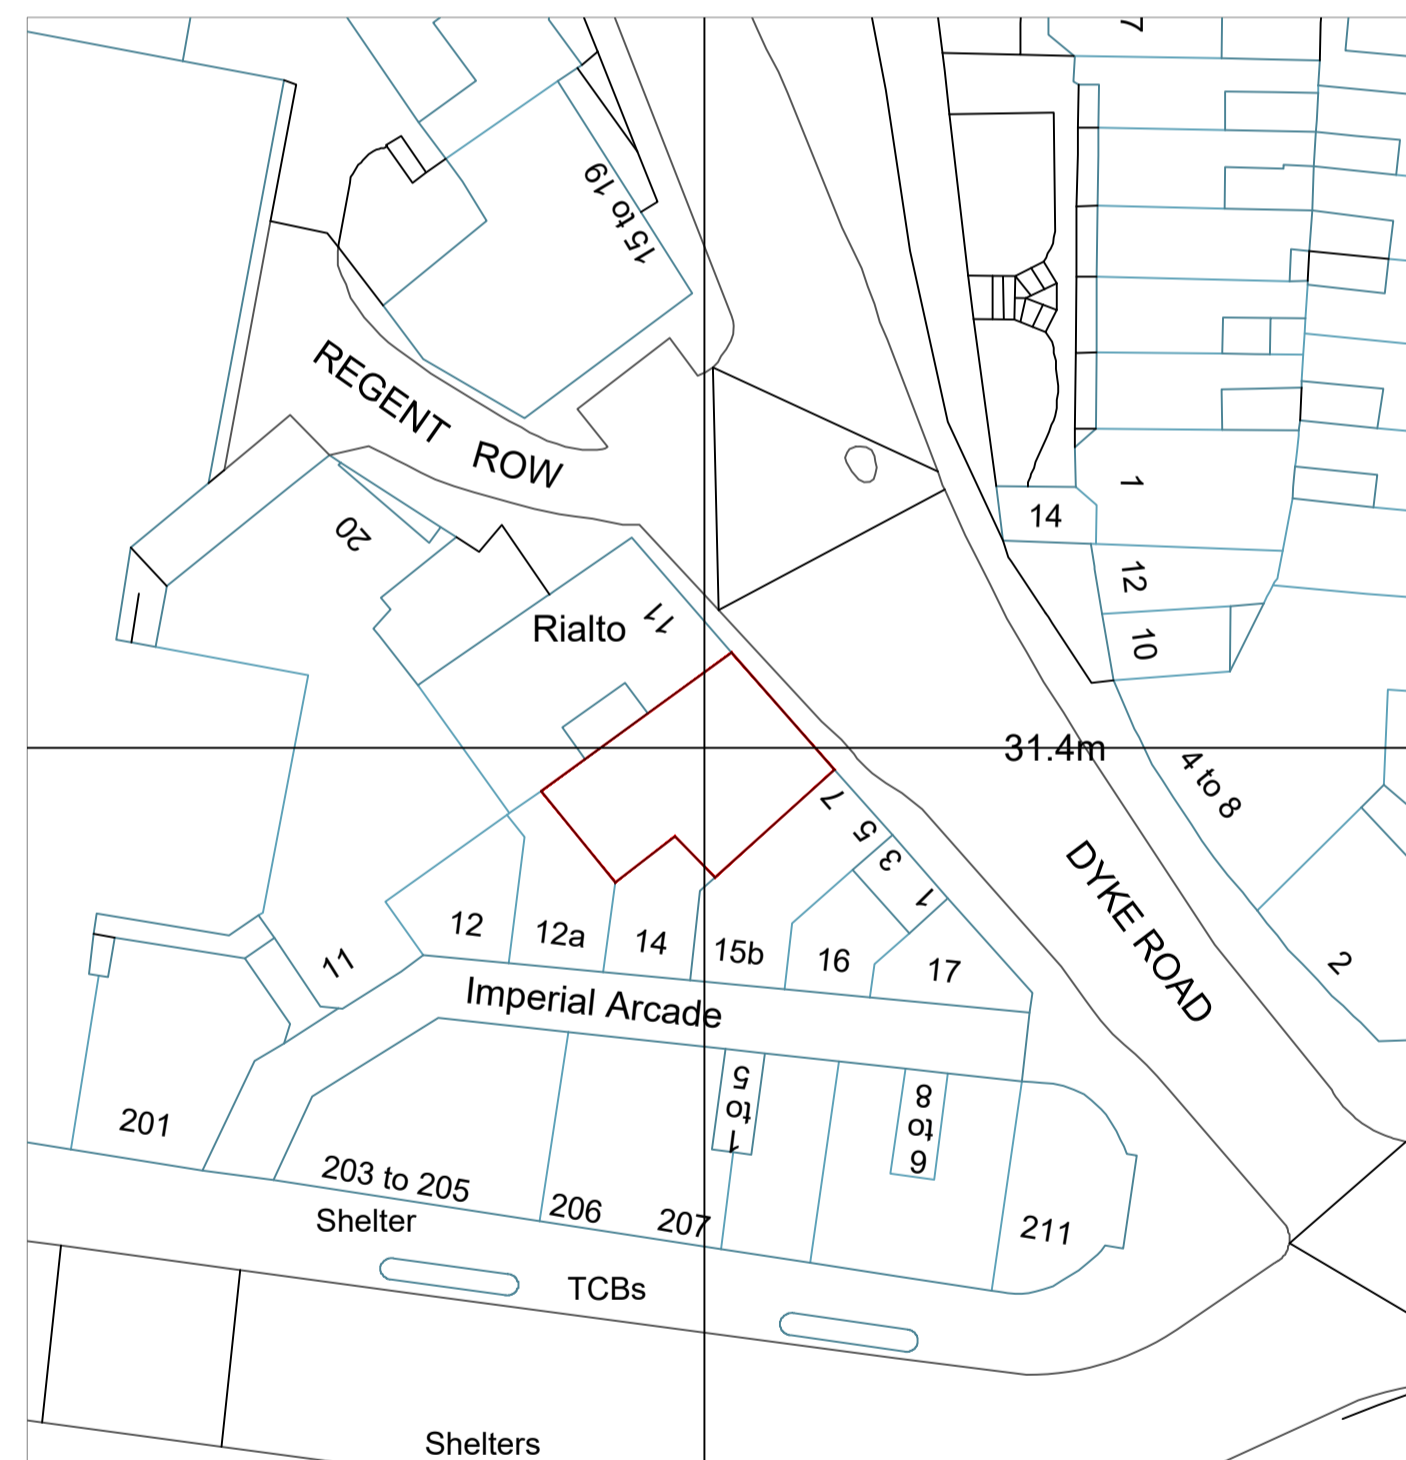 7
15 to 19
REGENT ROW
1
14
20
12
Rialto
11
10
31.4m
4 to 8
7
5
3
1
DYKE ROAD
12
12a
14
15b
16
17
2
11
Imperial Arcade
201
1 to 5
6 to 8
203 to 205
206
207
211
Shelter
TCBs
Shelters